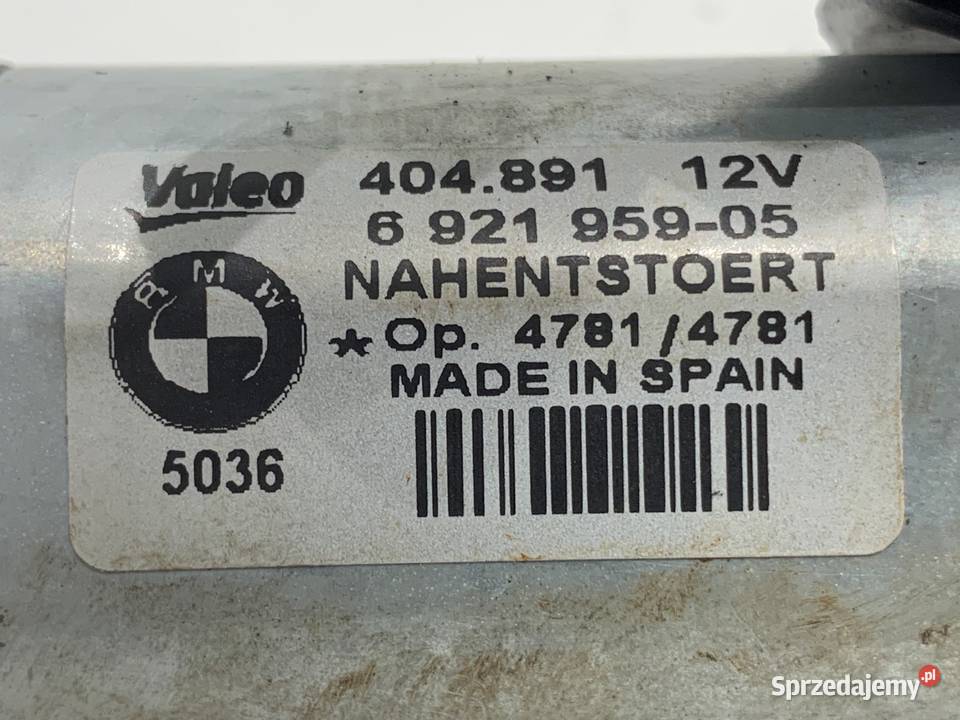 Valeo 404.891 12V
6 921 959-05
NAHENTSTOERT
BMW
*Op. 4781/4781
MADE IN SPAIN
5036
Sprzedajemy.pl